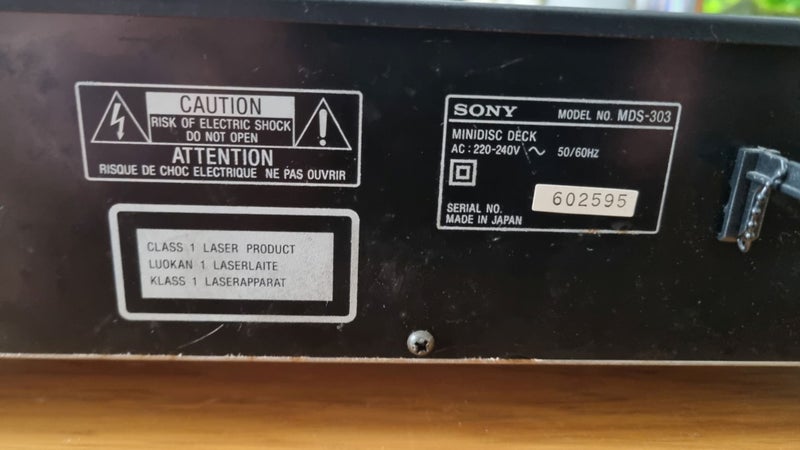 CAUTION
RISK OF ELECTRIC SHOCK
DO NOT OPEN
ATTENTION
RISQUE DE CHOC ELECTRIQUE NE PAS OUVRIR
CLASS 1 LASER PRODUCT
LUOKAN 1 LASERLAITE
KLASS 1 LASERAPPARAT
SONY MODEL NO. MDS-303
MINIDISC DECK
AC : 220-240V ~ 50/60HZ
SERIAL NO. 602595
MADE IN JAPAN